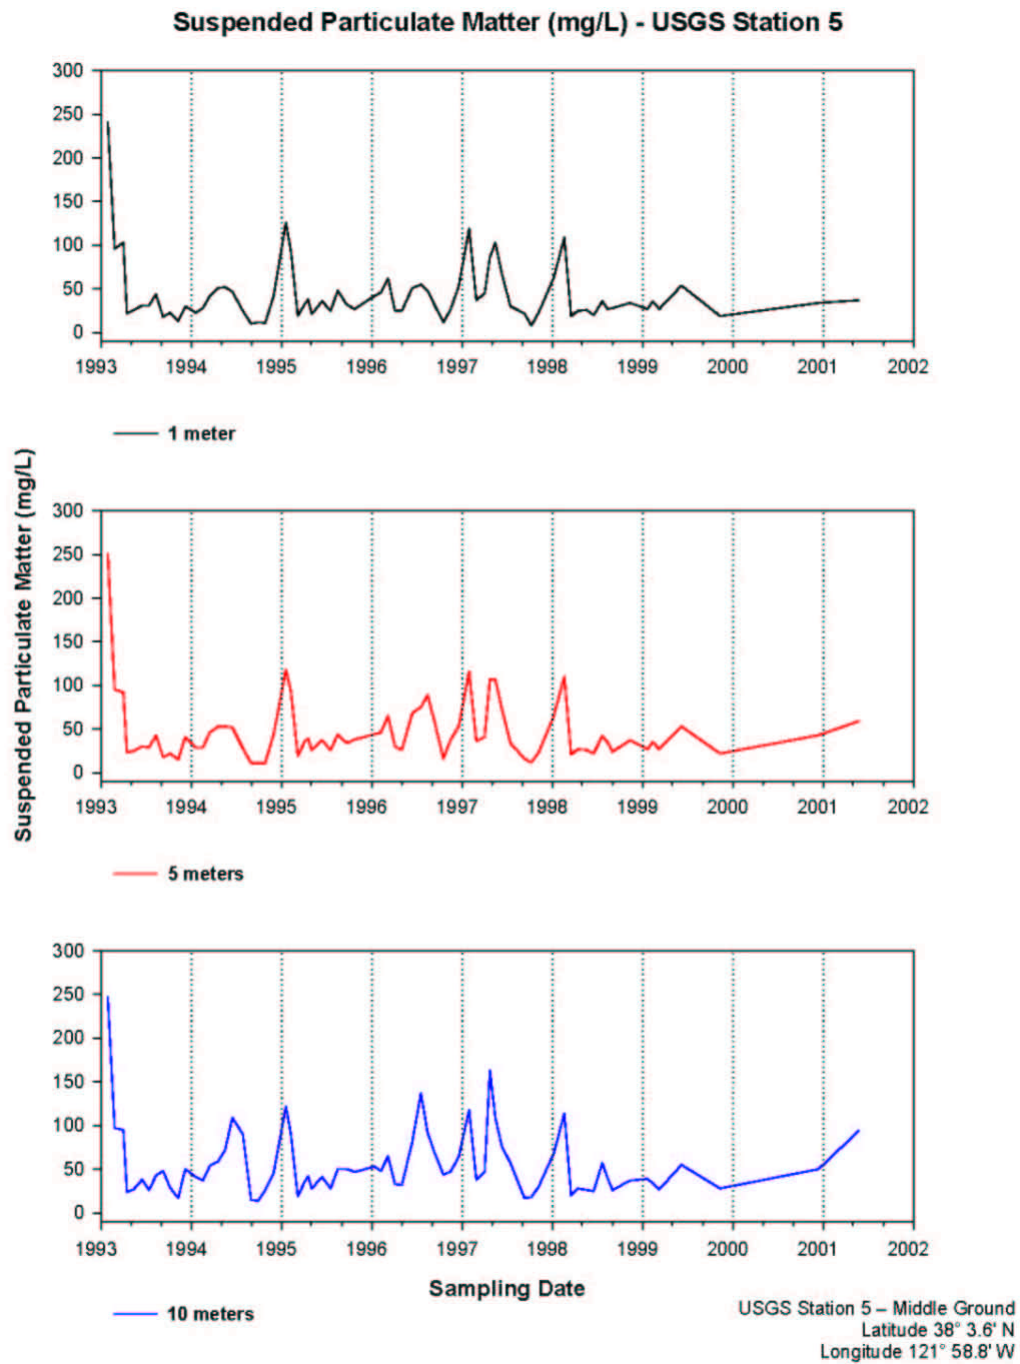 Suspended Particulate Matter (mg/L) - USGS Station 5
300
250
200
150
100
50
0
1993 1994 1995 1996 1997 1998 1999 2000 2001 2002
1 meter
Suspended Particulate Matter (mg/L)
300
250
200
150
100
50
0
1993 1994 1995 1996 1997 1998 1999 2000 2001 2002
5 meters
300
250
200
150
100
50
0
1993 1994 1995 1996 1997 1998 1999 2000 2001 2002
Sampling Date
10 meters
USGS Station 5 – Middle Ground
Latitude 38° 3.6' N
Longitude 121° 58.8' W